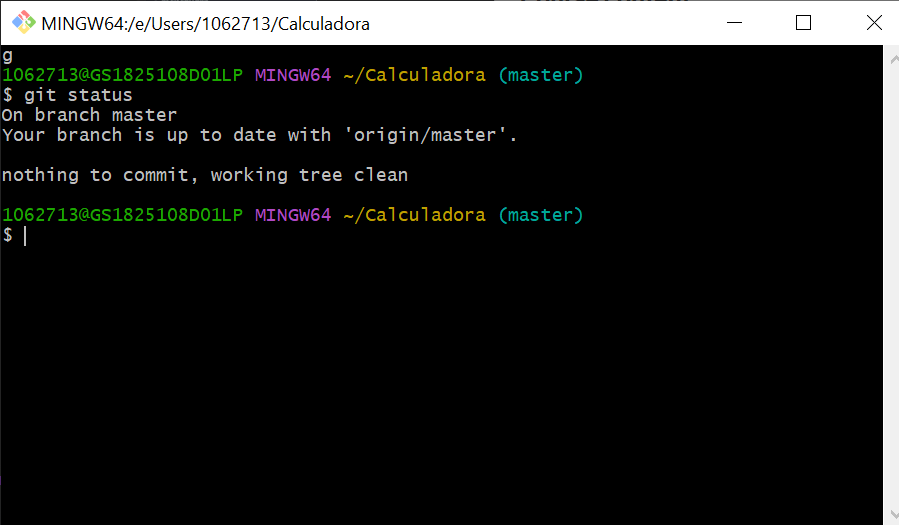 MINGW64:/e/Users/1062713/Calculadora
g
1062713@GS1825108D01LP MINGW64 ~/Calculadora (master)
$ git status
On branch master
Your branch is up to date with 'origin/master'.
nothing to commit, working tree clean
1062713@GS1825108D01LP MINGW64 ~/Calculadora (master)
$